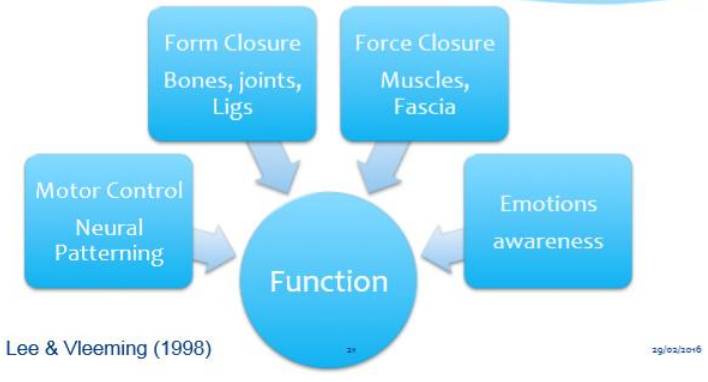 Form Closure
Bones, joints,
Ligs
Force Closure
Muscles,
Fascia
Motor Control
Neural
Patterning
Emotions
awareness
Function
Lee & Vleeming (1998)
21
29/02/2016